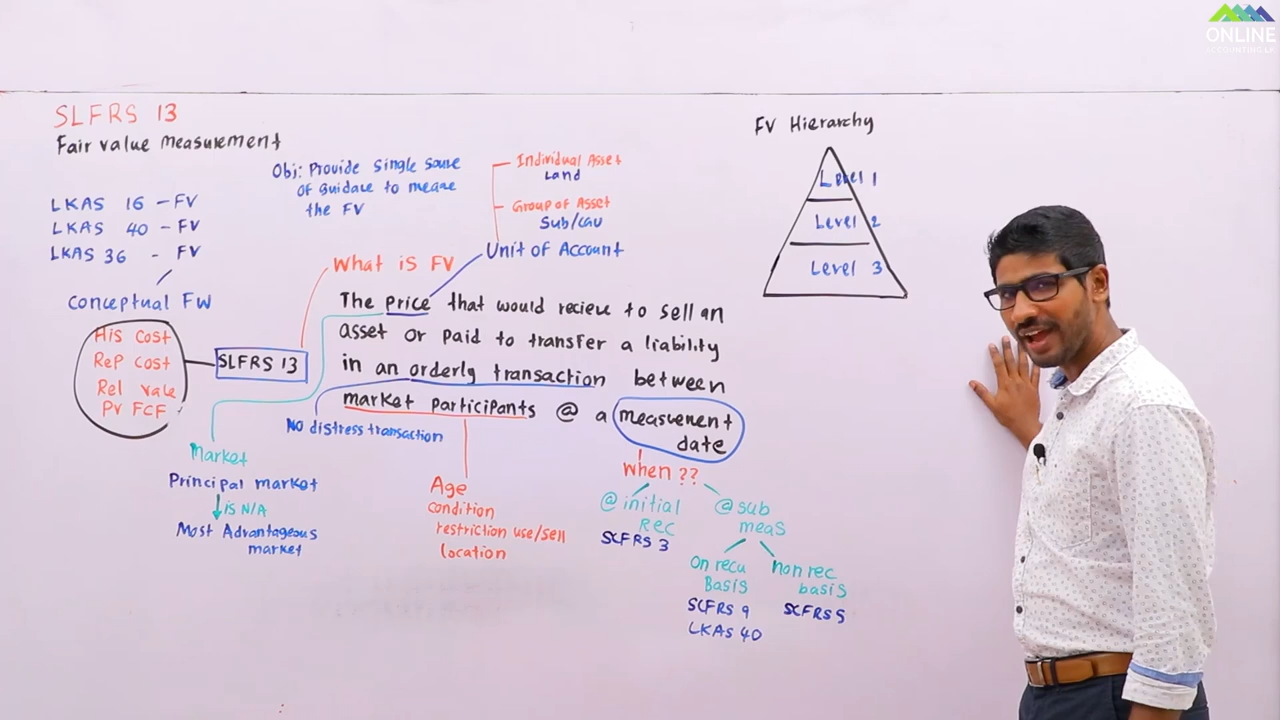 ONLINE
ACCOUNTING.LK
SLFRS 13
Fair value measurement
LKAS 16 - FV
LKAS 40 - FV
LKAS 36 - FV
conceptual FW
His Cost
Rep cost
Rel vale
PV FCF
SLFRS 13
Obj: Provide single sourse
of guidace to meare
the FV
Individual Asset
Land
Group of Asset
Sub/CGU
Unit of Account
What is FV
The Price that would recieve to sell an
asset or paid to transfer a liability
in an orderly transaction between
market participants @ a measurement
date
No distress transaction
Market
Principal market
is N/A
Most Advantageous
market
Age
condition
restriction use/sell
location
when ??
@ initial
REC
SLFRS 3
@ sub
meas
on recu
Basis
SLFRS 9
LKAS 40
non rec
basis
SLFRS 5
FV Hierarchy
Level 1
Level 2
Level 3